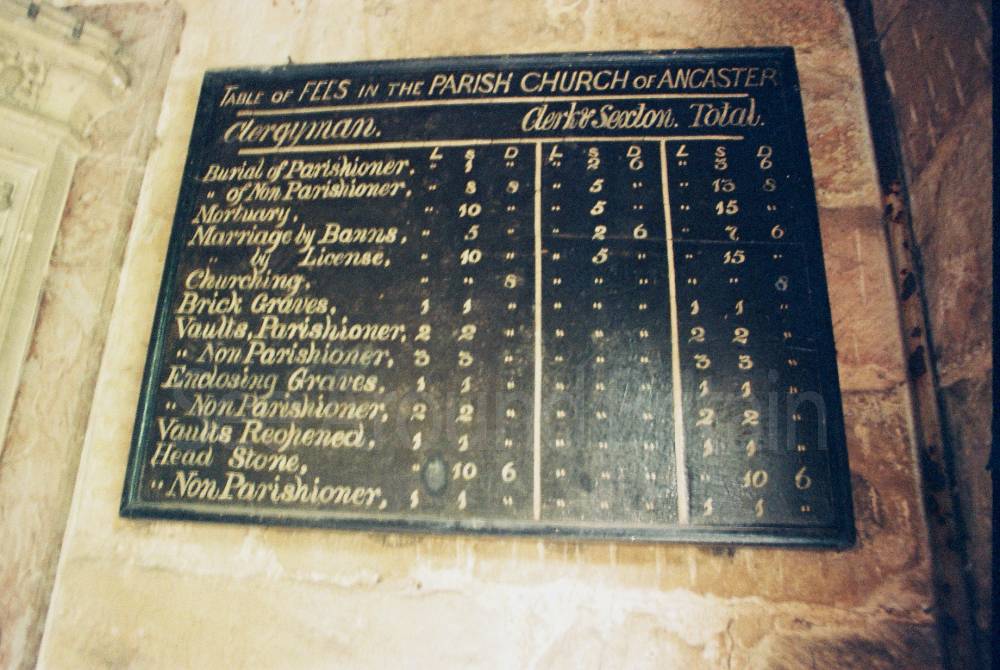 TABLE OF FEES IN THE PARISH CHURCH OF ANCASTER
Clergyman. Clerk & Sexton. Total.
L S D L S D L S D
Burial of Parishioner. " 1 " " 2 6 " 3 6
" of Non Parishioner, " 8 8 " 5 " " 13 8
Mortuary, " 10 " " 5 " " 15 "
Marriage by Banns, " 5 " " 2 6 " 7 6
" by License, " 10 " " 5 " " 15 "
Churching, " " 8 " " " " " 8
Brick Graves, 1 1 " " " " 1 1 "
Vaults, Parishioner, 2 2 " " " " 2 2 "
" Non Parishioner, 3 3 " " " " 3 3 "
Enclosing Graves, 1 1 " " " " 1 1 "
" Non Parishioner, 2 2 " " " " 2 2 "
Vaults Reopened, 1 1 " " " " 1 1 "
Head Stone, " 10 6 " " " " 10 6
" Non Parishioner, 1 1 " " " " 1 1 "